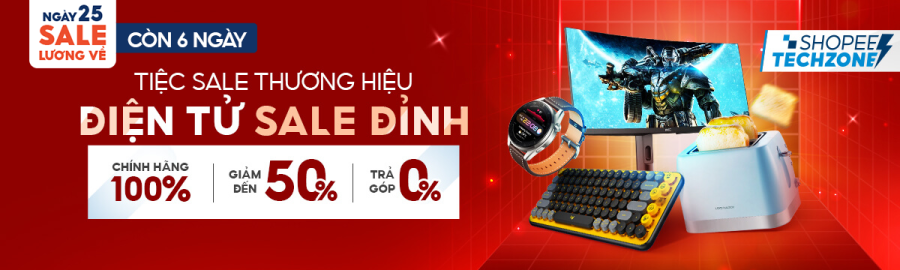 NGÀY 25
SALE
LƯƠNG VỀ
CÒN 6 NGÀY
SHOPEE
TECHZONE
TIỆC SALE THƯƠNG HIỆU
ĐIỆN TỬ SALE ĐỈNH
CHÍNH HÃNG
100%
GIẢM
ĐẾN
50%
TRẢ
GÓP
0%